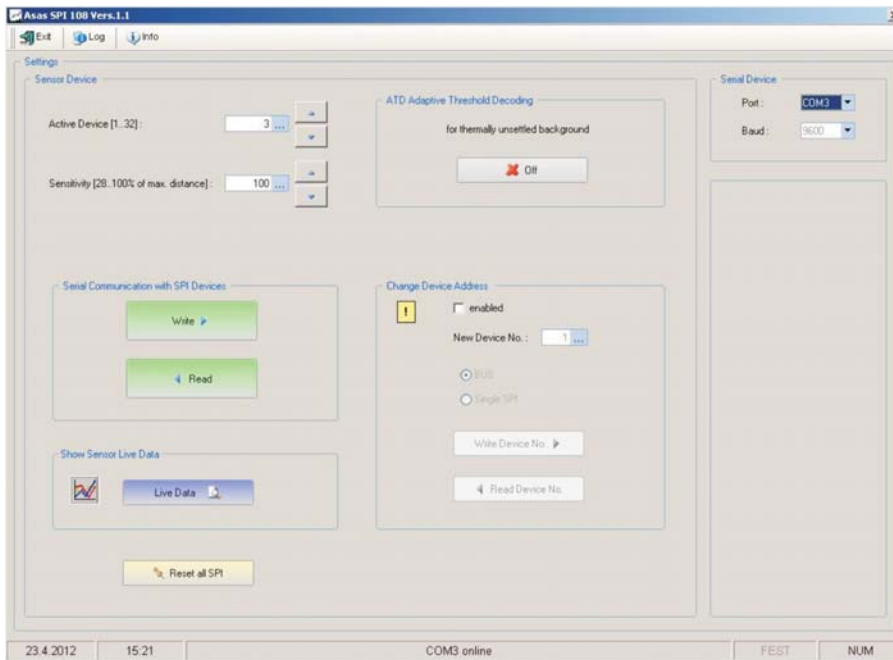 Asas SPI 108 Vers.1.1
Exit Log Info
Settings
Sensor Device
Active Device [1..32] :
3 ...
Sensitivity [28..100% of max. distance] :
100 ...
ATD Adaptive Threshold Decoding
for thermally unsettled background
Off
Serial Device
Port : COM3
Baud : 9600
Serial Communication with SPI Devices
Write
Read
Change Device Address
!
enabled
New Device No. : 1 ...
BUS
Single SPI
Write Device No.
Read Device No.
Show Sensor Live Data
Live Data
Reset all SPI
23.4.2012 15:21 COM3 online FEST NUM